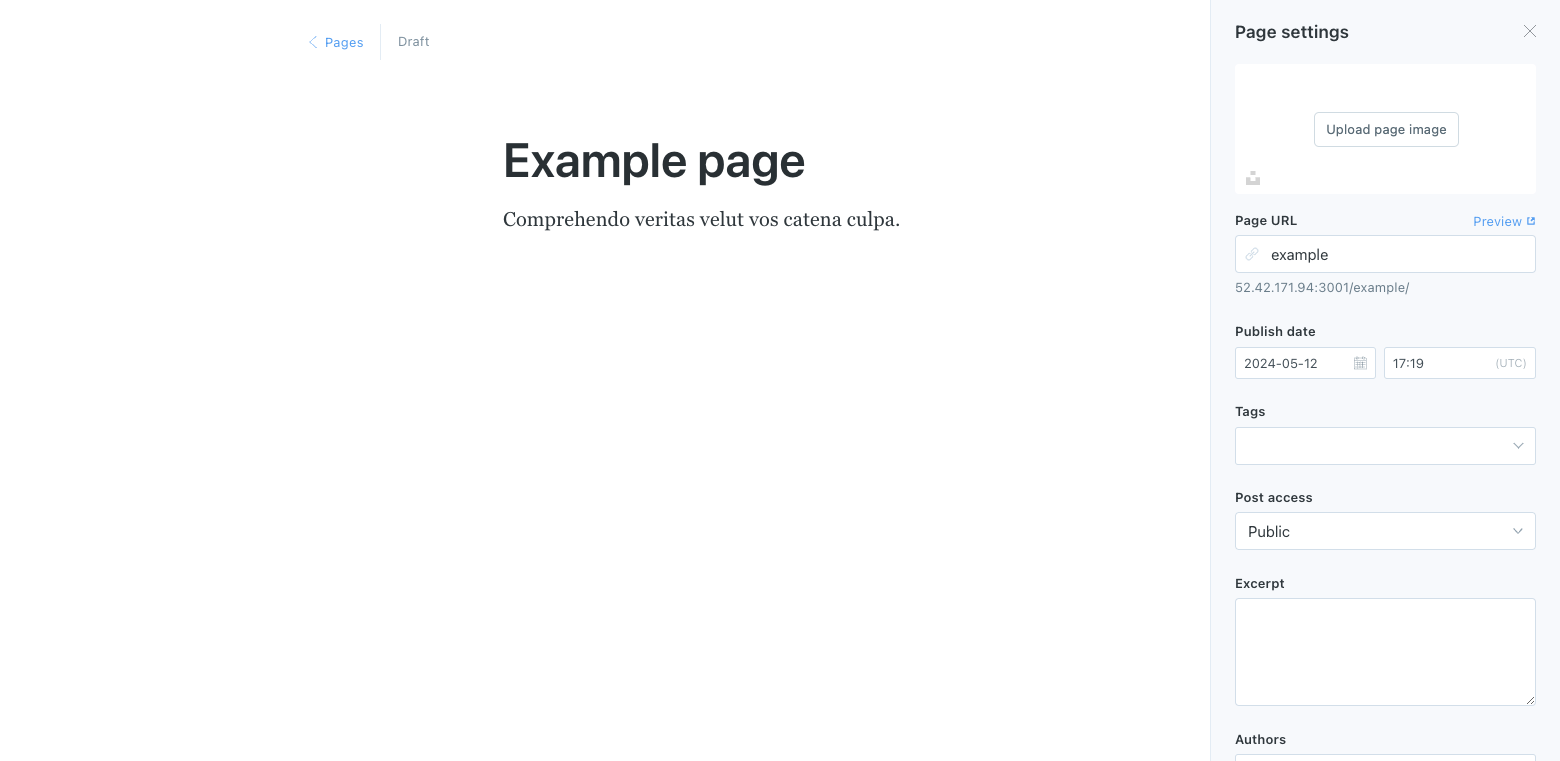 Pages
Draft
Example page
Comprehendo veritas velut vos catena culpa.
Page settings
Upload page image
Page URL
Preview
example
52.42.171.94:3001/example/
Publish date
2024-05-12
17:19
(UTC)
Tags
Post access
Public
Excerpt
Authors